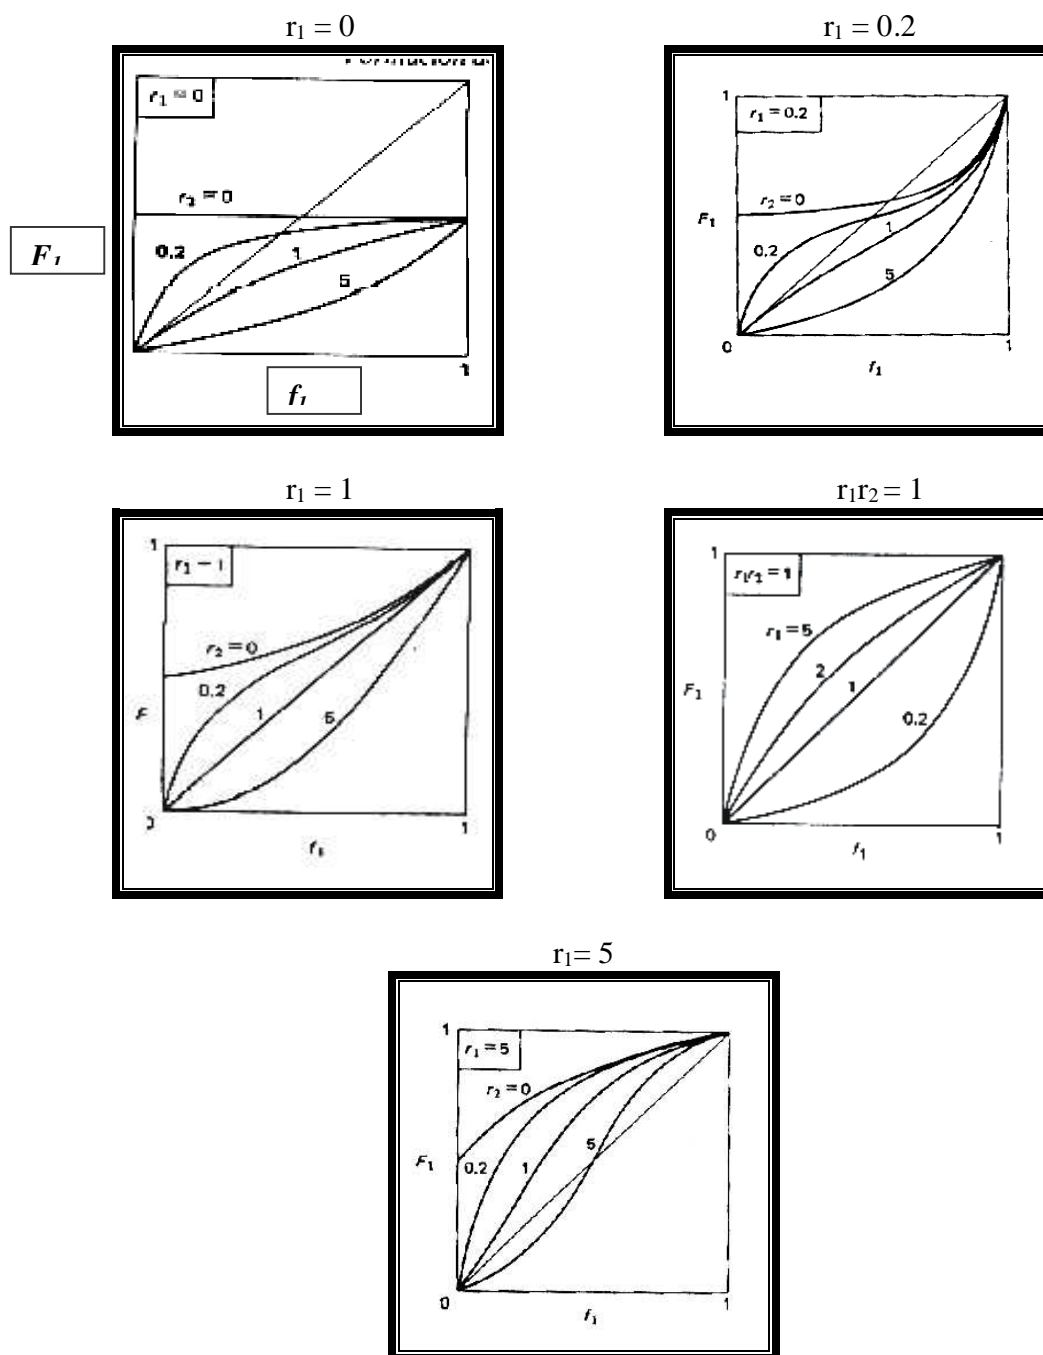 r₁ = 0
r₁ = 0
r₂ = 0
0.2
1
5
F₁
f₁
1
r₁ = 0.2
1
r₁ = 0.2
r₂ = 0
F₁
0.2
1
5
0
f₁
1
r₁ = 1
1
r₂ = 0
0.2
1
5
F
0
f₁
1
r₁r₂ = 1
1
r₁r₂ = 1
r₁ = 5
2
1
0.2
F₁
0
f₁
1
r₁= 5
1
r₁ = 5
r₂ = 0
F₁
0.2
1
5
0
f₁
1